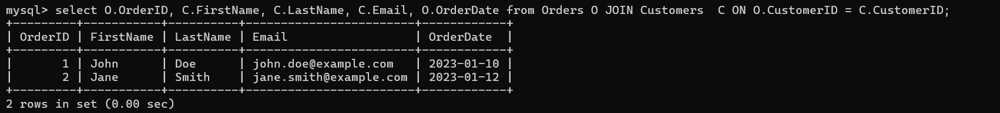 mysql> select O.OrderID, C.FirstName, C.LastName, C.Email, O.OrderDate from Orders O JOIN Customers  C ON O.CustomerID = C.CustomerID;
+---------+-----------+----------+------------------------+------------+
| OrderID | FirstName | LastName | Email                  | OrderDate  |
+---------+-----------+----------+------------------------+------------+
|       1 | John      | Doe      | john.doe@example.com   | 2023-01-10 |
|       2 | Jane      | Smith    | jane.smith@example.com | 2023-01-12 |
+---------+-----------+----------+------------------------+------------+
2 rows in set (0.00 sec)